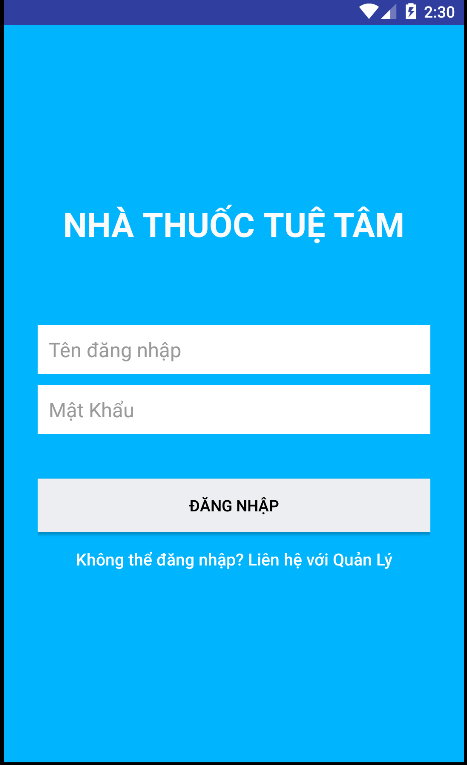 2:30
NHÀ THUỐC TUỆ TÂM
Tên đăng nhập
Mật Khẩu
ĐĂNG NHẬP
Không thể đăng nhập? Liên hệ với Quản Lý